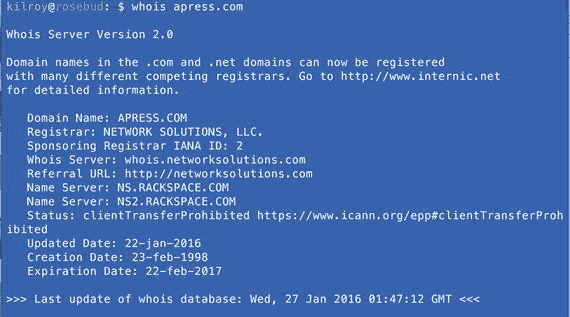 kilroy@rosebud: $ whois apress.com
Whois Server Version 2.0
Domain names in the .com and .net domains can now be registered
with many different competing registrars. Go to http://www.internic.net
for detailed information.
Domain Name: APRESS.COM
Registrar: NETWORK SOLUTIONS, LLC.
Sponsoring Registrar IANA ID: 2
Whois Server: whois.networksolutions.com
Referral URL: http://networksolutions.com
Name Server: NS.RACKSPACE.COM
Name Server: NS2.RACKSPACE.COM
Status: clientTransferProhibited https://www.icann.org/epp#clientTransferProh
ibited
Updated Date: 22-jan-2016
Creation Date: 23-feb-1998
Expiration Date: 22-feb-2017
>>> Last update of whois database: Wed, 27 Jan 2016 01:47:12 GMT <<<